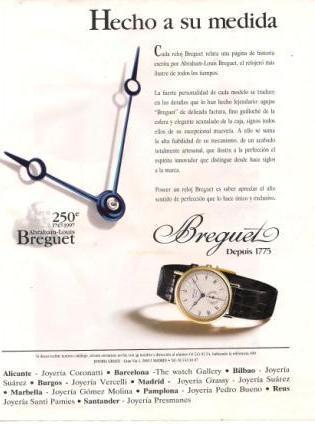 Hecho a su medida
Cada reloj Breguet relata una página de historia
escrita por Abraham-Louis Breguet, el relojero más
ilustre de todos los tiempos.
La fuerte personalidad de cada modelo se traduce
en los detalles que lo han hecho legendario: agujas
"Breguet" de delicada factura, fino guilloché de la
esfera y elegante acanalado de la caja, signos todos
ellos de su excepcional maestría. A ello se suma
la alta fiabilidad de su mecanismo, de un acabado
totalmente artesanal, que ilustra a la perfección el
espíritu innovador que distingue desde hace siglos
a la marca.
Poseer un reloj Breguet es saber apreciar el alto
sentido de perfección que lo hace único y exclusivo.
250e
1747-1997
Abraham-Louis
Breguet
Breguet
Depuis 1775
Alicante - Joyería Coronatti • Barcelona -The watch Gallery • Bilbao - Joyería
Suárez • Burgos - Joyería Vercelli • Madrid - Joyería Grassy - Joyería Suárez
• Marbella - Joyería Gómez Molina • Pamplona - Joyería Pedro Bueno • Reus
Joyería Santi Pamies • Santander - Joyería Presmanes